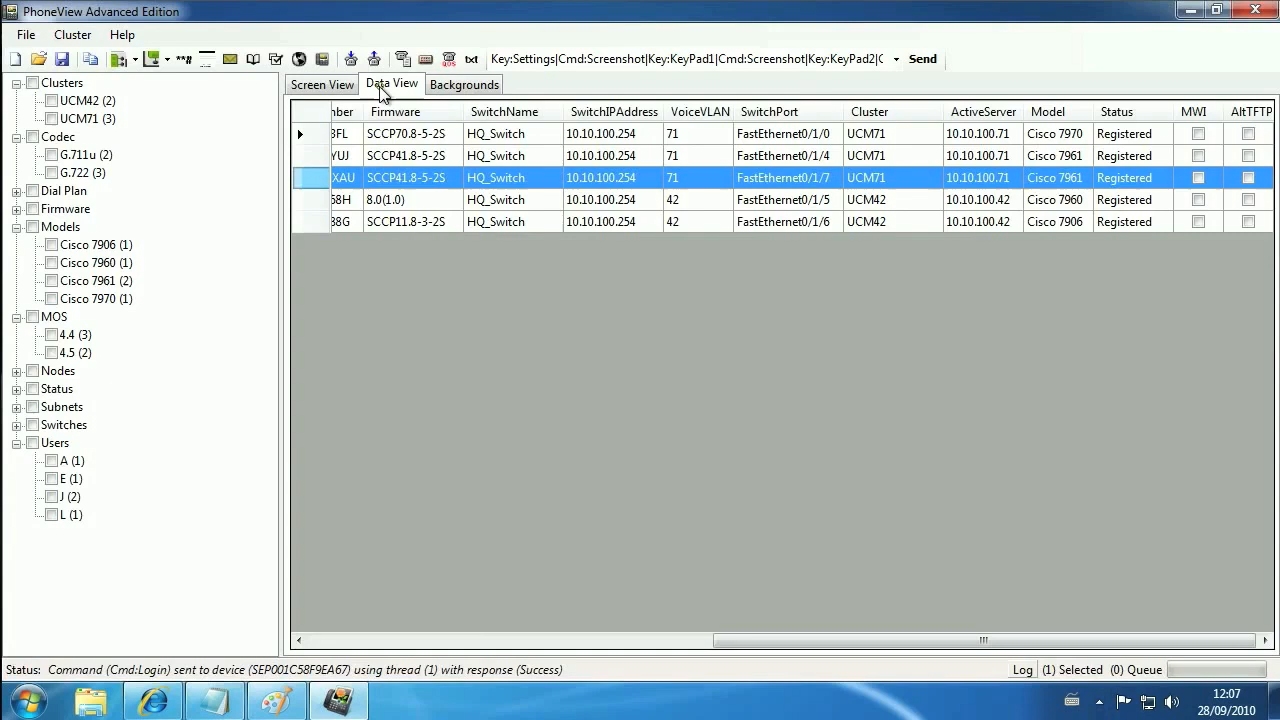 PhoneView Advanced Edition
File Cluster Help
**# txt Key:Settings|Cmd:Screenshot|Key:KeyPad1|Cmd:Screenshot|Key:KeyPad2|C Send
Screen View Data View Backgrounds
Clusters
UCM42 (2)
UCM71 (3)
Codec
G.711u (2)
G.722 (3)
Dial Plan
Firmware
Models
Cisco 7906 (1)
Cisco 7960 (1)
Cisco 7961 (2)
Cisco 7970 (1)
MOS
4.4 (3)
4.5 (2)
Nodes
Status
Subnets
Switches
Users
A (1)
E (1)
J (2)
L (1)
ber Firmware SwitchName SwitchIPAddress VoiceVLAN SwitchPort Cluster ActiveServer Model Status MWI AltTFTP
FL SCCP70.8-5-2S HQ_Switch 10.10.100.254 71 FastEthernet0/1/0 UCM71 10.10.100.71 Cisco 7970 Registered
YUJ SCCP41.8-5-2S HQ_Switch 10.10.100.254 71 FastEthernet0/1/4 UCM71 10.10.100.71 Cisco 7961 Registered
XAU SCCP41.8-5-2S HQ_Switch 10.10.100.254 71 FastEthernet0/1/7 UCM71 10.10.100.71 Cisco 7961 Registered
8H 8.0(1.0) HQ_Switch 10.10.100.254 42 FastEthernet0/1/5 UCM42 10.10.100.42 Cisco 7960 Registered
8G SCCP11.8-3-2S HQ_Switch 10.10.100.254 42 FastEthernet0/1/6 UCM42 10.10.100.42 Cisco 7906 Registered
Status: Command (Cmd:Login) sent to device (SEP001C58F9EA67) using thread (1) with response (Success) Log (1) Selected (0) Queue
12:07
28/09/2010